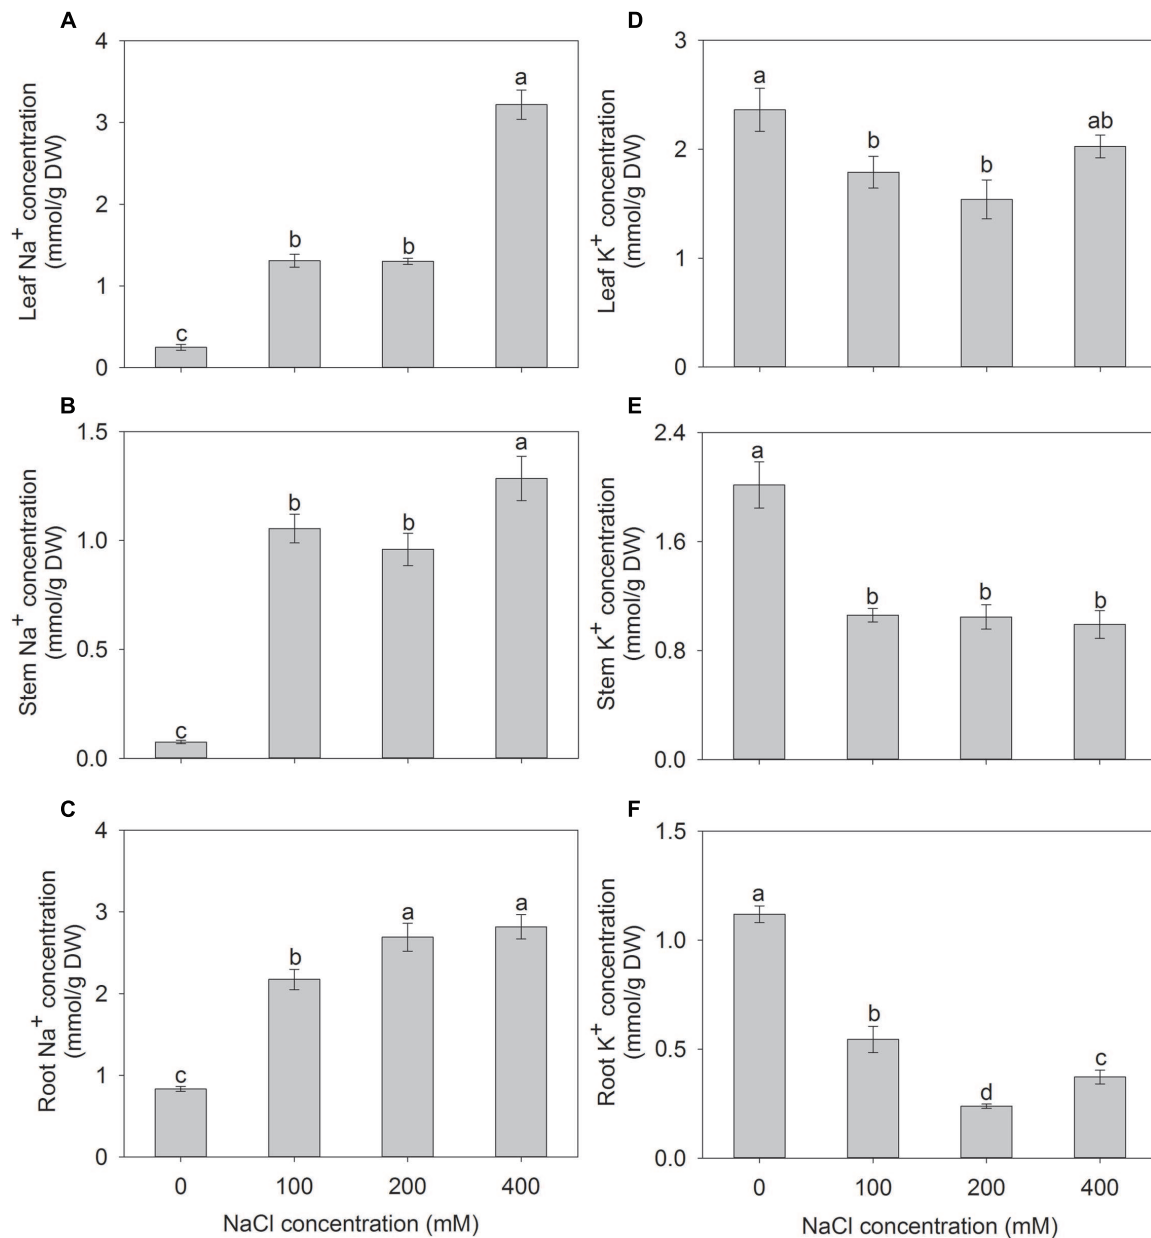 A
Leaf Na+ concentration
(mmol/g DW)
4
3
2
1
0
c
b
b
a
D
Leaf K+ concentration
(mmol/g DW)
3
2
1
0
a
b
b
ab
B
Stem Na+ concentration
(mmol/g DW)
1.5
1.0
0.5
0.0
c
b
b
a
E
Stem K+ concentration
(mmol/g DW)
2.4
1.6
0.8
0.0
a
b
b
b
C
Root Na+ concentration
(mmol/g DW)
4
3
2
1
0
c
b
a
a
0 100 200 400
NaCl concentration (mM)
F
Root K+ concentration
(mmol/g DW)
1.5
1.0
0.5
0.0
a
b
d
c
0 100 200 400
NaCl concentration (mM)